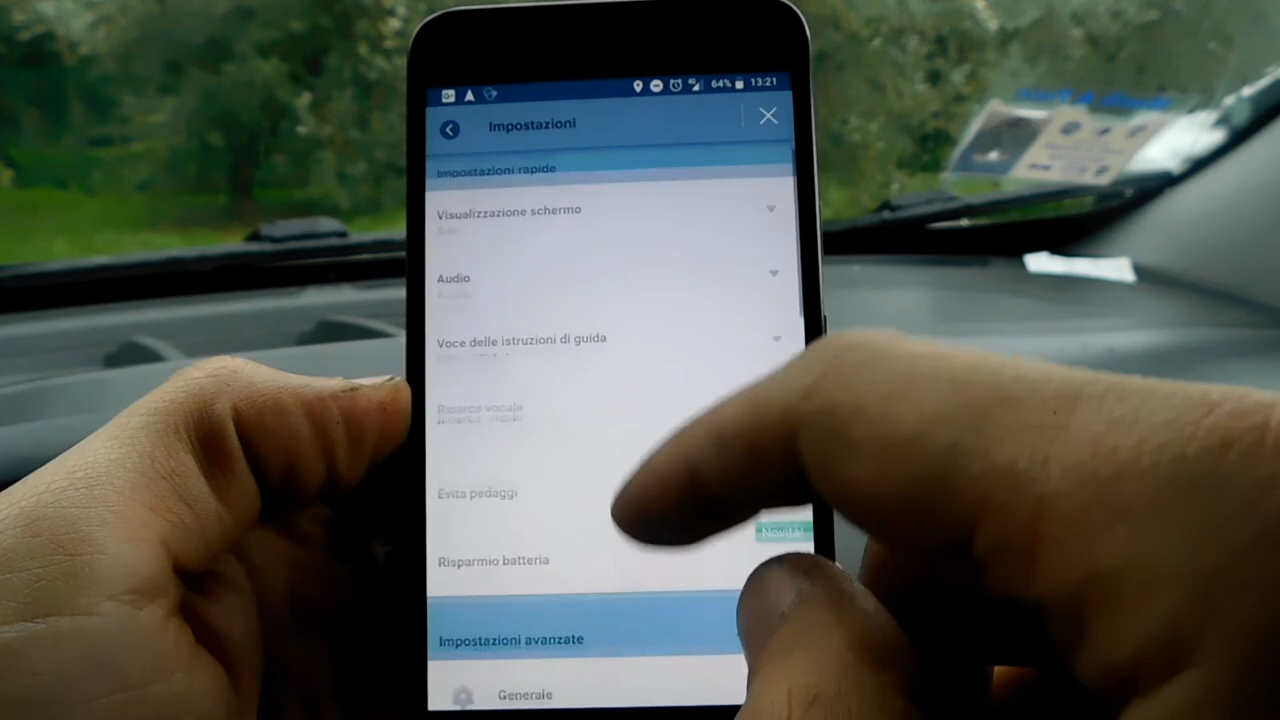 64% 13:21
Impostazioni
Impostazioni rapide
Visualizzazione schermo
Audio
Voce delle istruzioni di guida
Ricerca vocale
Evita pedaggi
Novità!
Risparmio batteria
Impostazioni avanzate
Generale